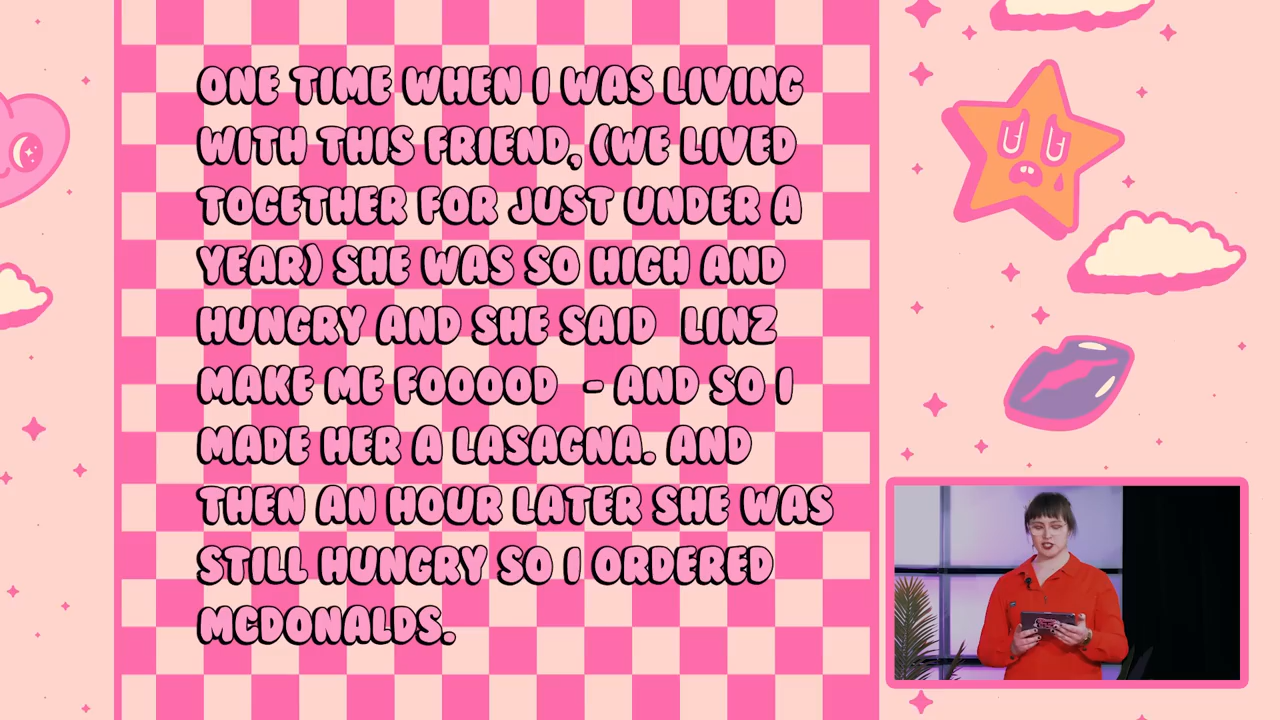 ONE TIME WHEN I WAS LIVING
WITH THIS FRIEND, (WE LIVED
TOGETHER FOR JUST UNDER A
YEAR) SHE WAS SO HIGH AND
HUNGRY AND SHE SAID LINZ
MAKE ME FOOOOD - AND SO I
MADE HER A LASAGNA. AND
THEN AN HOUR LATER SHE WAS
STILL HUNGRY SO I ORDERED
MCDONALDS.